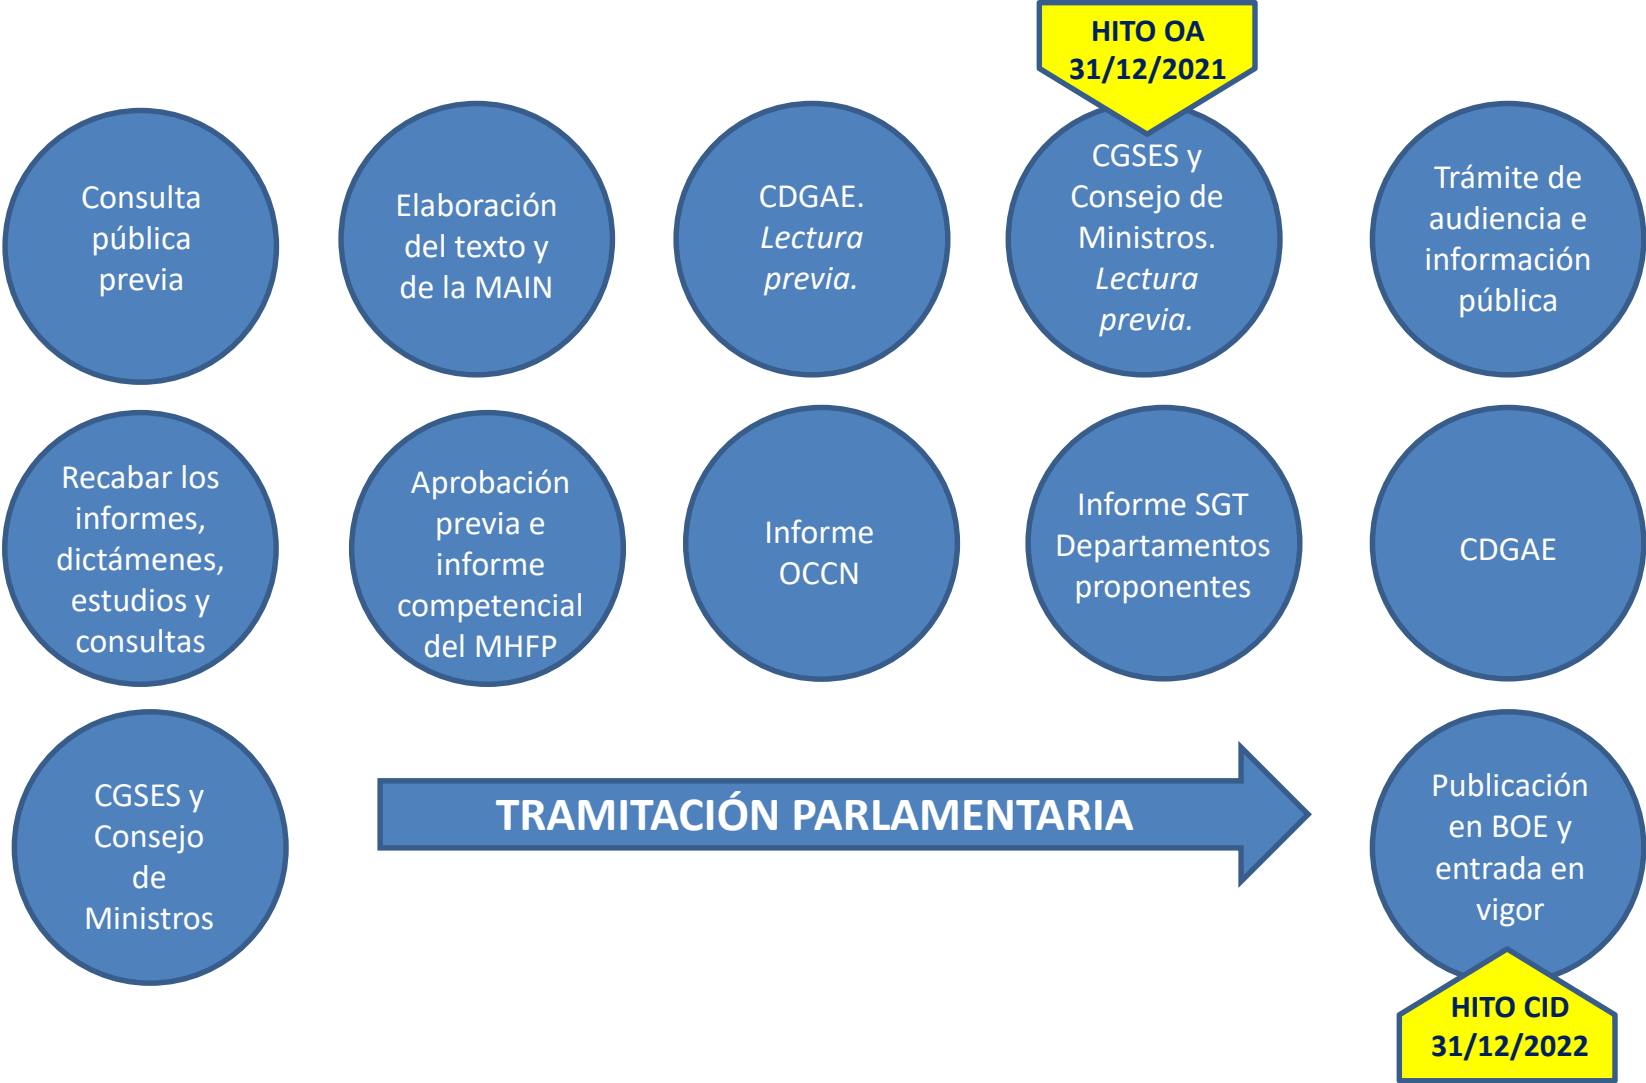 HITO OA
31/12/2021
Consulta
pública
previa
Elaboración
del texto y
de la MAIN
CDGAE.
Lectura
previa.
CGSES y
Consejo de
Ministros.
Lectura
previa.
Trámite de
audiencia e
información
pública
Recabar los
informes,
dictámenes,
estudios y
consultas
Aprobación
previa e
informe
competencial
del MHFP
Informe
OCCN
Informe SGT
Departamentos
proponentes
CDGAE
CGSES y
Consejo
de
Ministros
TRAMITACIÓN PARLAMENTARIA
Publicación
en BOE y
entrada en
vigor
HITO CID
31/12/2022